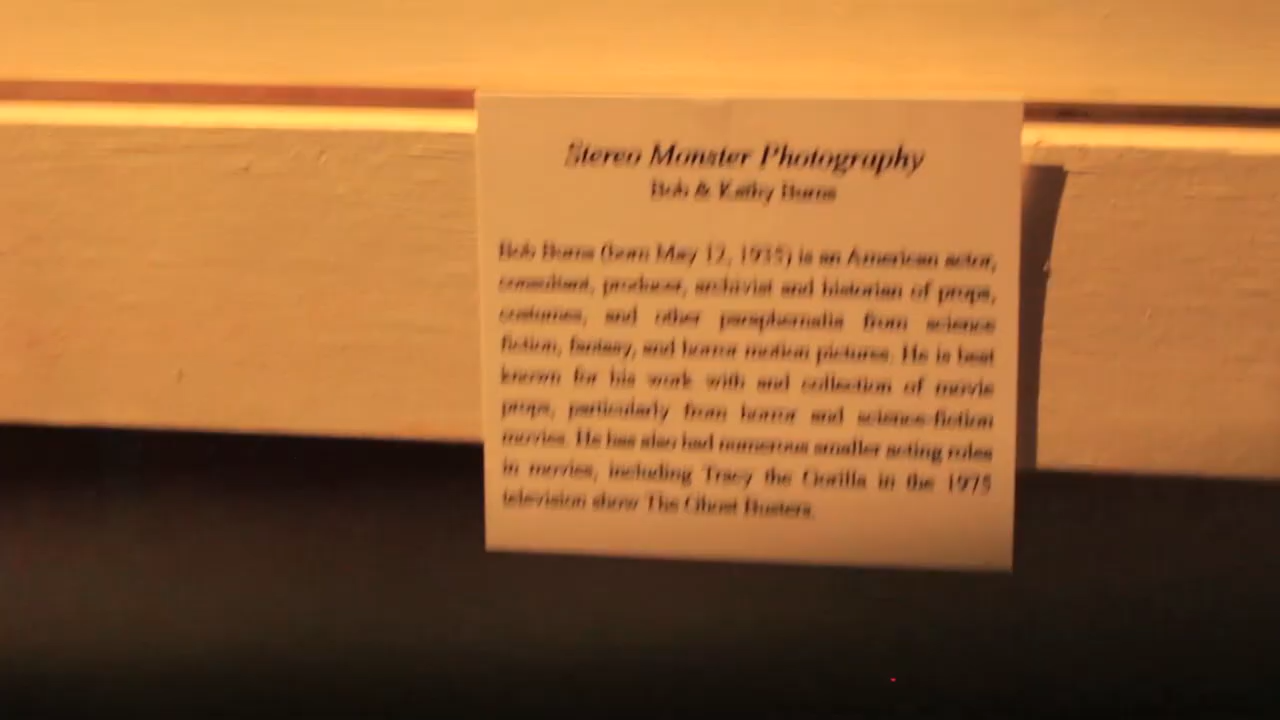 Stereo Monster Photography
Bob & Kathy Burns
Bob Burns (born May 12, 1935) is an American actor,
consultant, producer, archivist and historian of props,
costumes, and other paraphernalia from science
fiction, fantasy, and horror motion pictures. He is best
known for his work with and collection of movie
props, particularly from horror and science-fiction
movies. He has also had numerous smaller acting roles
in movies, including Tracy the Gorilla in the 1975
television show The Ghost Busters.